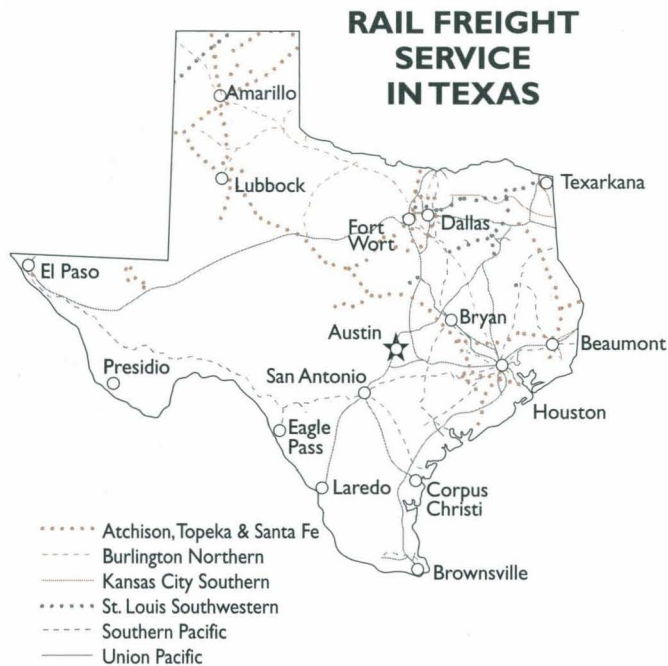 RAIL FREIGHT
SERVICE
IN TEXAS
Amarillo
Lubbock
Texarkana
Fort
Wort
Dallas
El Paso
Bryan
Austin
Beaumont
Presidio
San Antonio
Houston
Eagle
Pass
Laredo
Corpus
Christi
Atchison, Topeka & Santa Fe
Burlington Northern
Kansas City Southern
Brownsville
St. Louis Southwestern
Southern Pacific
Union Pacific